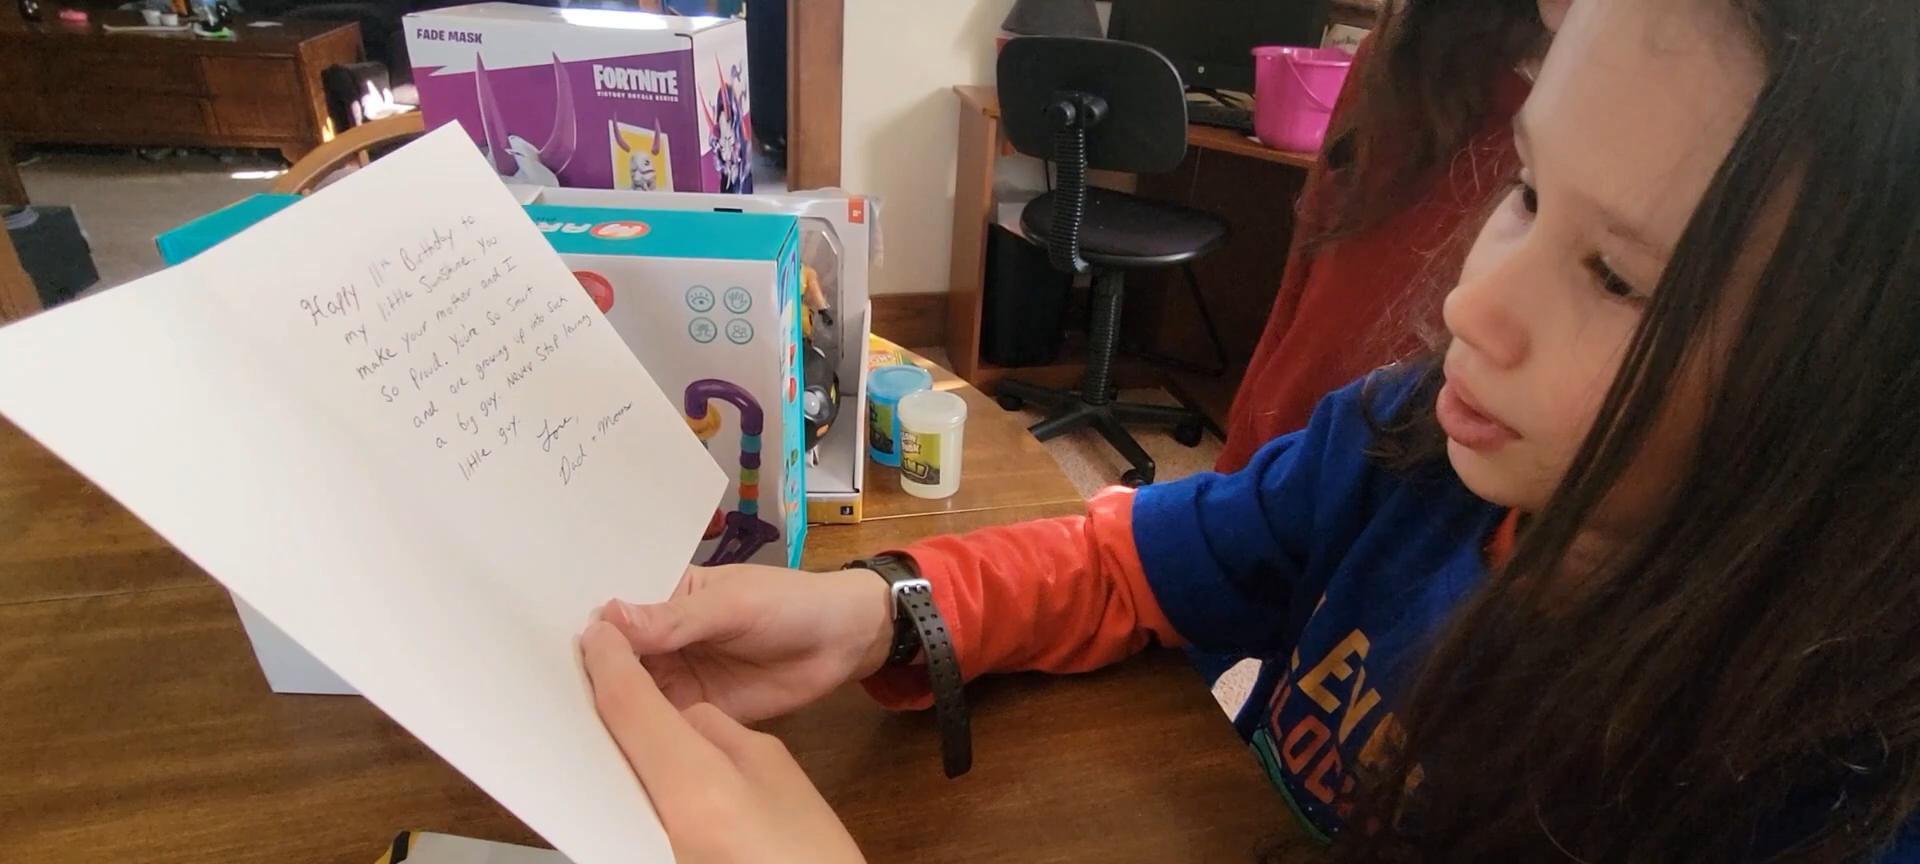 FADE MASK
FORTNITE
VICTORY ROYALE SERIES
Happy 11th Birthday to
my little Sunshine. You
make your mother and I
so Proud. You're so Smart
and are growing up into such
a big guy. Never Stop loving
little guy.
Love,
Dad + Mom